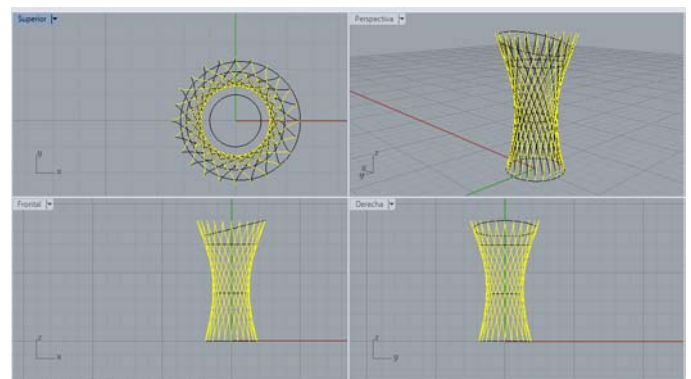 Superior
Perspectiva
y
x
z
x
y
Frontal
Derecha
z
x
z
y